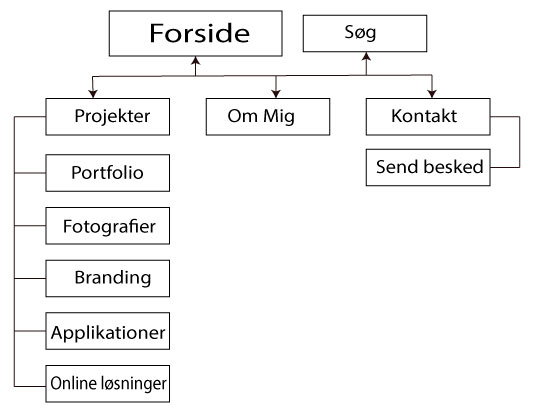 Forside
Søg
Projekter
Om Mig
Kontakt
Portfolio
Send besked
Fotografier
Branding
Applikationer
Online løsninger